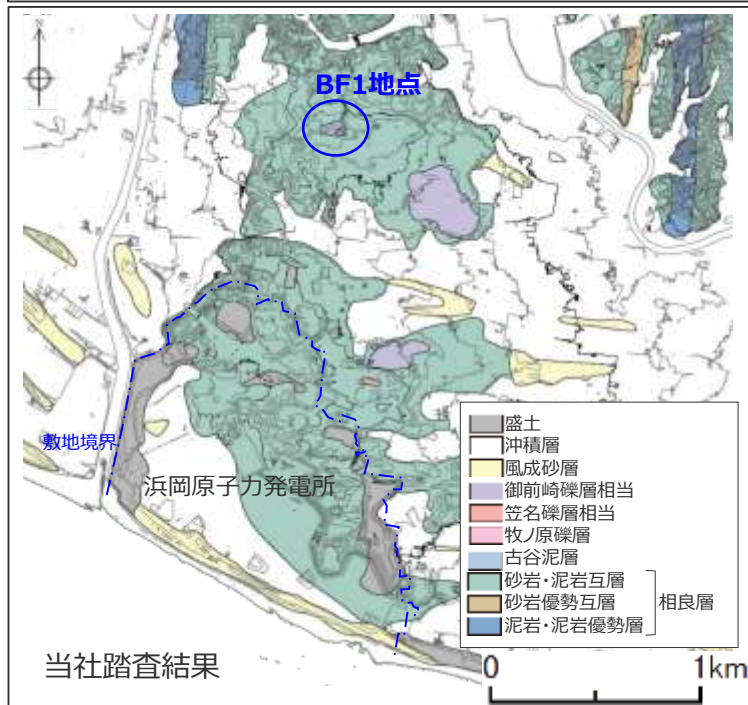 BF1地点
敷地境界
浜岡原子力発電所
盛土
沖積層
風成砂層
御前崎礫層相当
笠名礫層相当
牧ノ原礫層
古谷泥層
砂岩・泥岩互層
砂岩優勢互層
泥岩・泥岩優勢層
相良層
当社踏査結果
0 1km